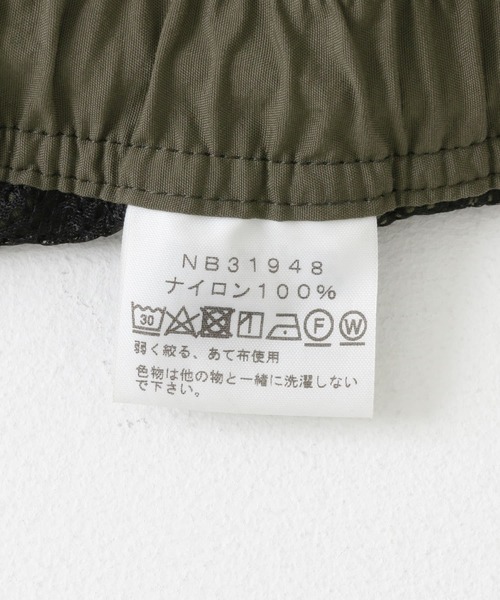 NB31948
ナイロン100%
30 F W
弱く絞る、あて布使用
色物は他の物と一緒に洗濯しない
で下さい。